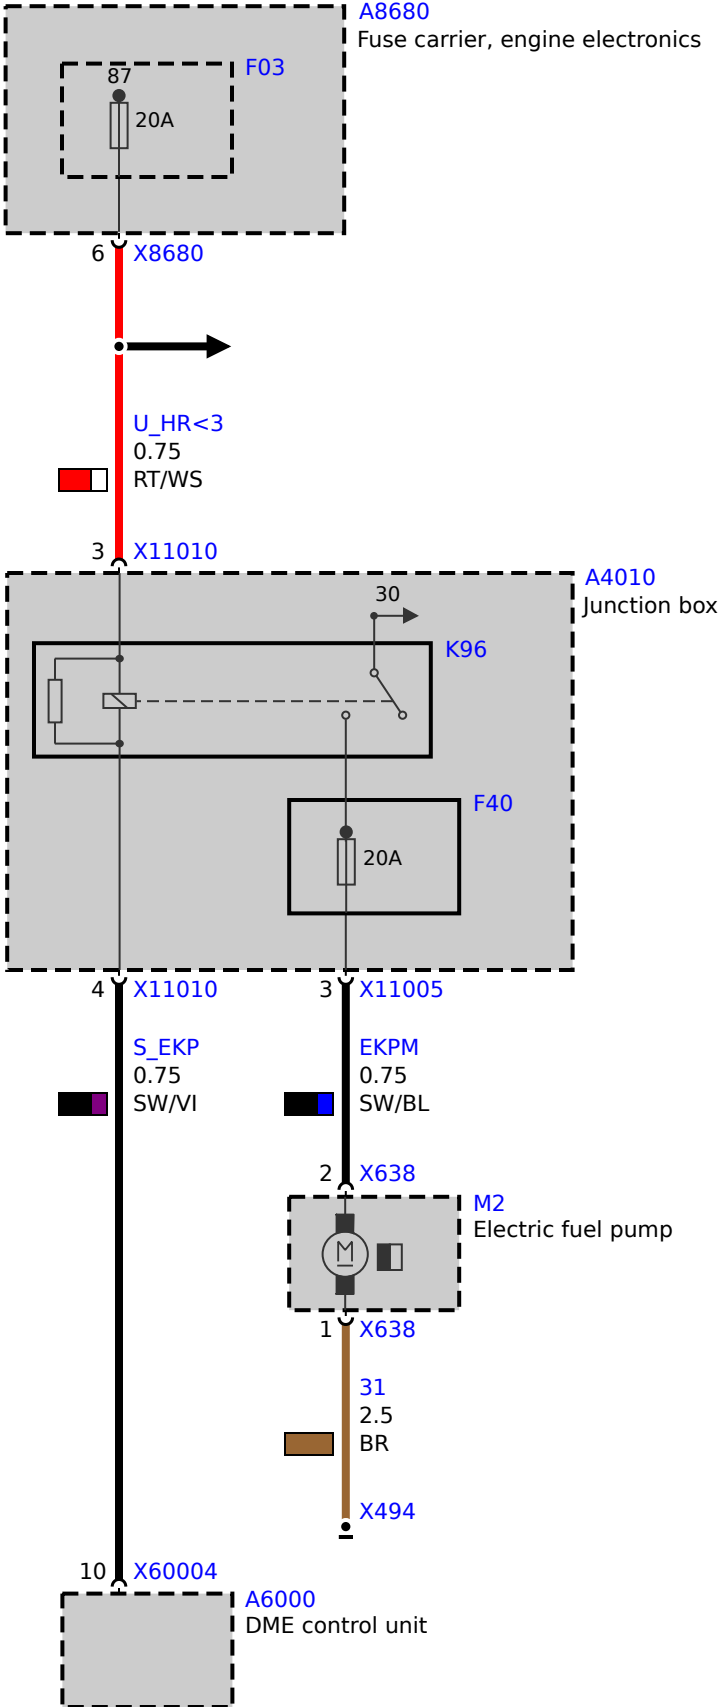 A8680
Fuse carrier, engine electronics
F03
87
20A
6 X8680
U_HR<3
0.75
RT/WS
3 X11010
A4010
Junction box
30
K96
F40
20A
4 X11010
3 X11005
S_EKP
0.75
SW/VI
EKPM
0.75
SW/BL
2 X638
M2
Electric fuel pump
M
1 X638
31
2.5
BR
X494
10 X60004
A6000
DME control unit